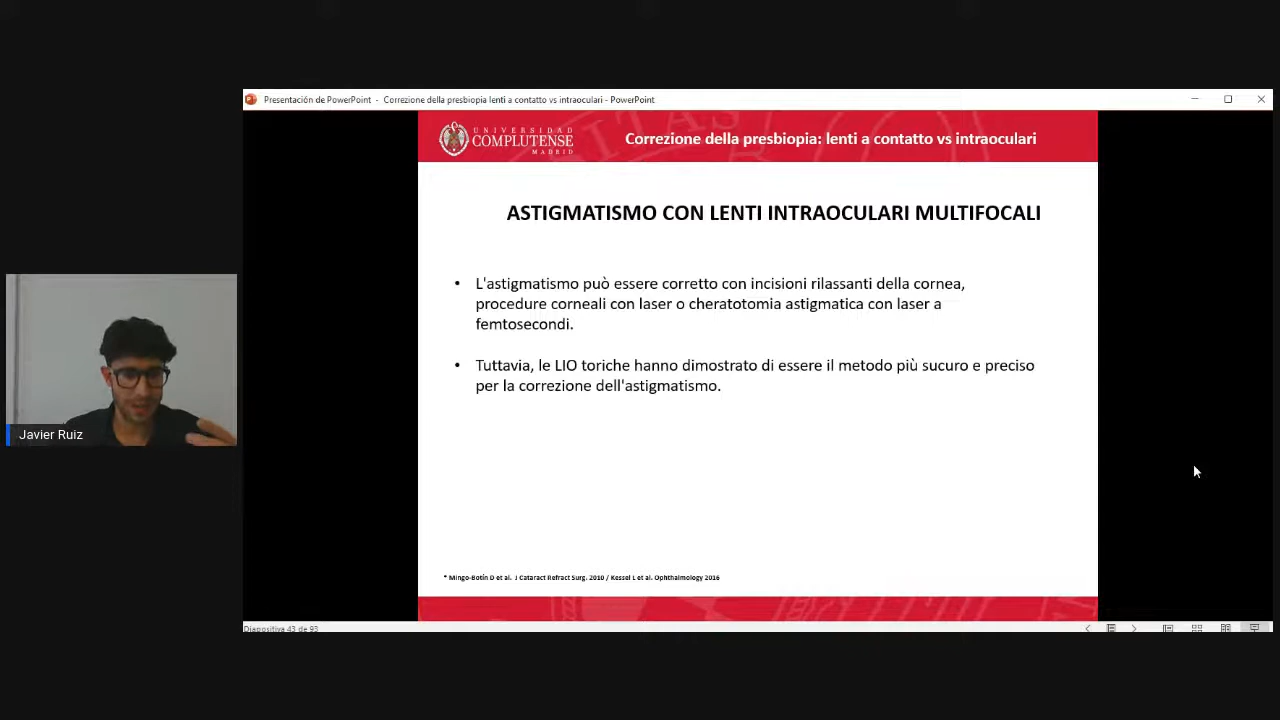 Presentación de PowerPoint - Correzione della presbiopia lenti a contatto vs intraoculari - PowerPoint
UNIVERSIDAD
COMPLUTENSE
MADRID
Correzione della presbiopia: lenti a contatto vs intraoculari
ASTIGMATISMO CON LENTI INTRAOCULARI MULTIFOCALI
• L'astigmatismo può essere corretto con incisioni rilassanti della cornea,
procedure corneali con laser o cheratotomia astigmatica con laser a
femtosecondi.
• Tuttavia, le LIO toriche hanno dimostrato di essere il metodo più sucuro e preciso
per la correzione dell'astigmatismo.
Javier Ruiz
* Mingo-Botín D et al. J Cataract Refract Surg. 2010 / Kessel L et al. Ophthalmology 2016
Diapositiva 43 de 93